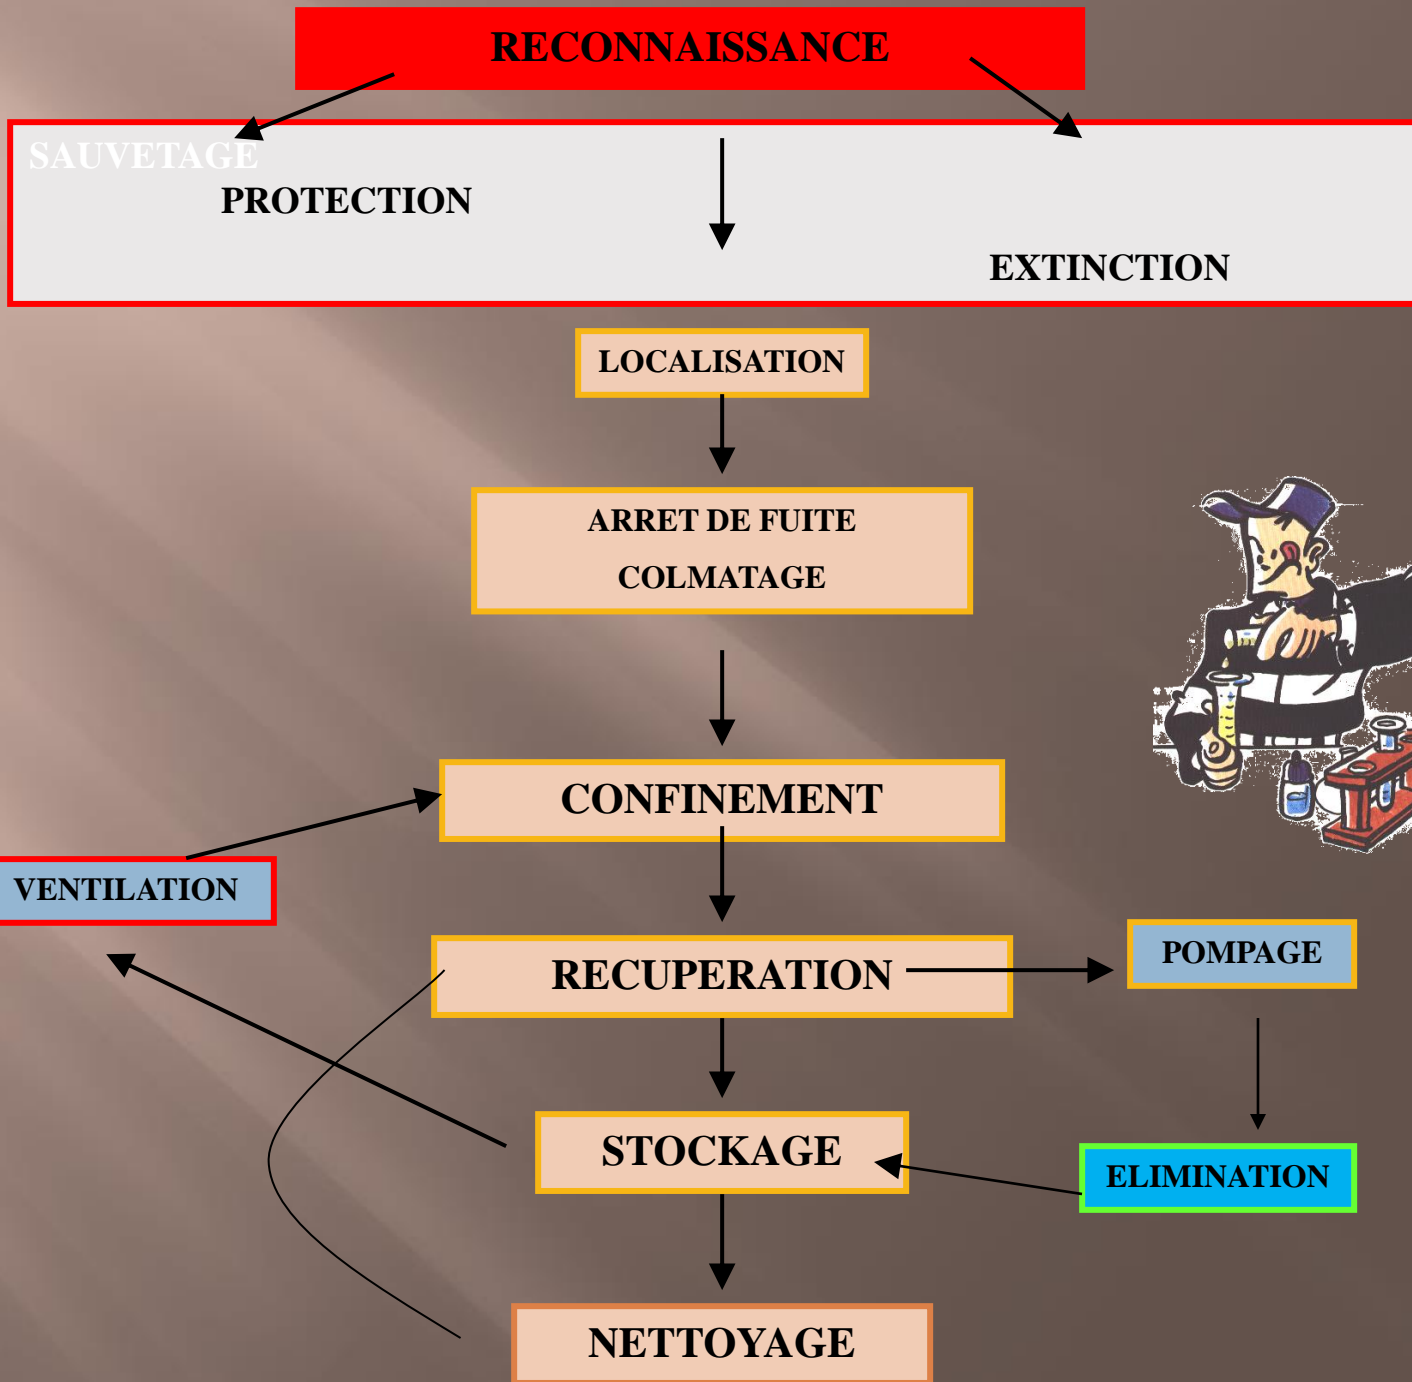 RECONNAISSANCE
SAUVETAGE
PROTECTION
EXTINCTION
LOCALISATION
ARRET DE FUITE
COLMATAGE
CONFINEMENT
VENTILATION
RECUPERATION
POMPAGE
STOCKAGE
ELIMINATION
NETTOYAGE